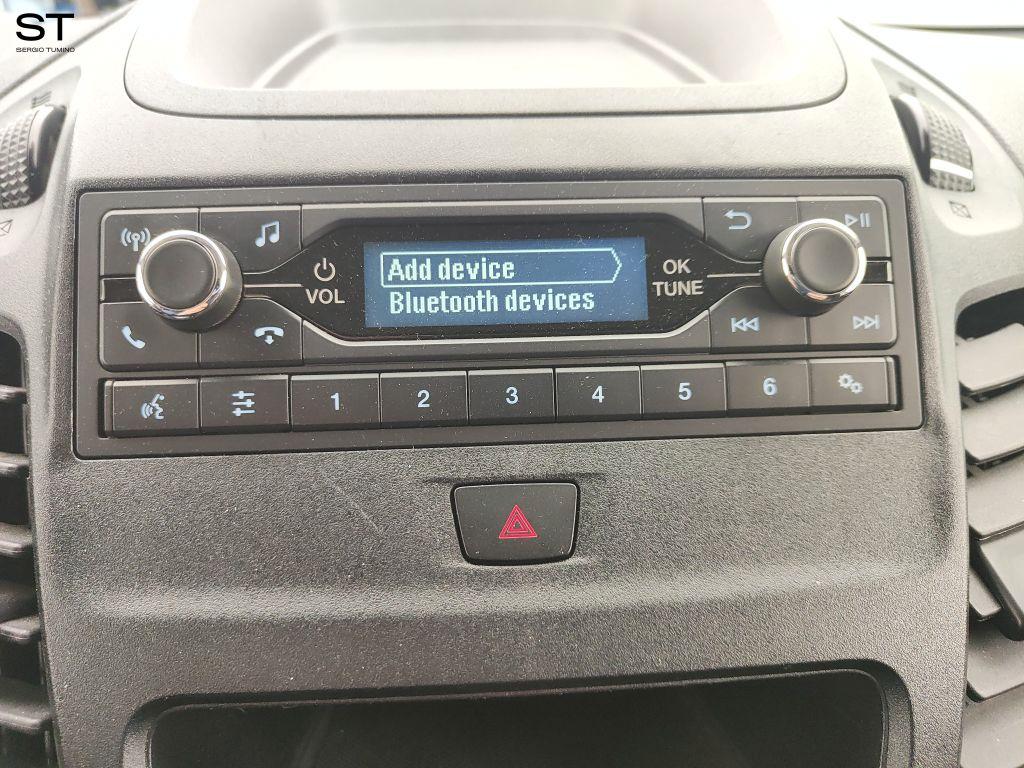 ST
SERGIO TUMINO
Add device
Bluetooth devices
VOL
OK
TUNE
1 2 3 4 5 6